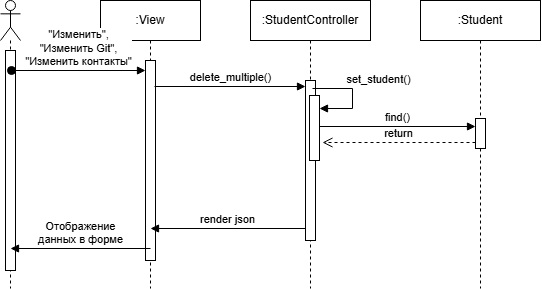 :View
:StudentController
:Student
"Изменить",
"Изменить Git",
"Изменить контакты"
delete_multiple()
set_student()
find()
return
render json
Отображение
данных в форме